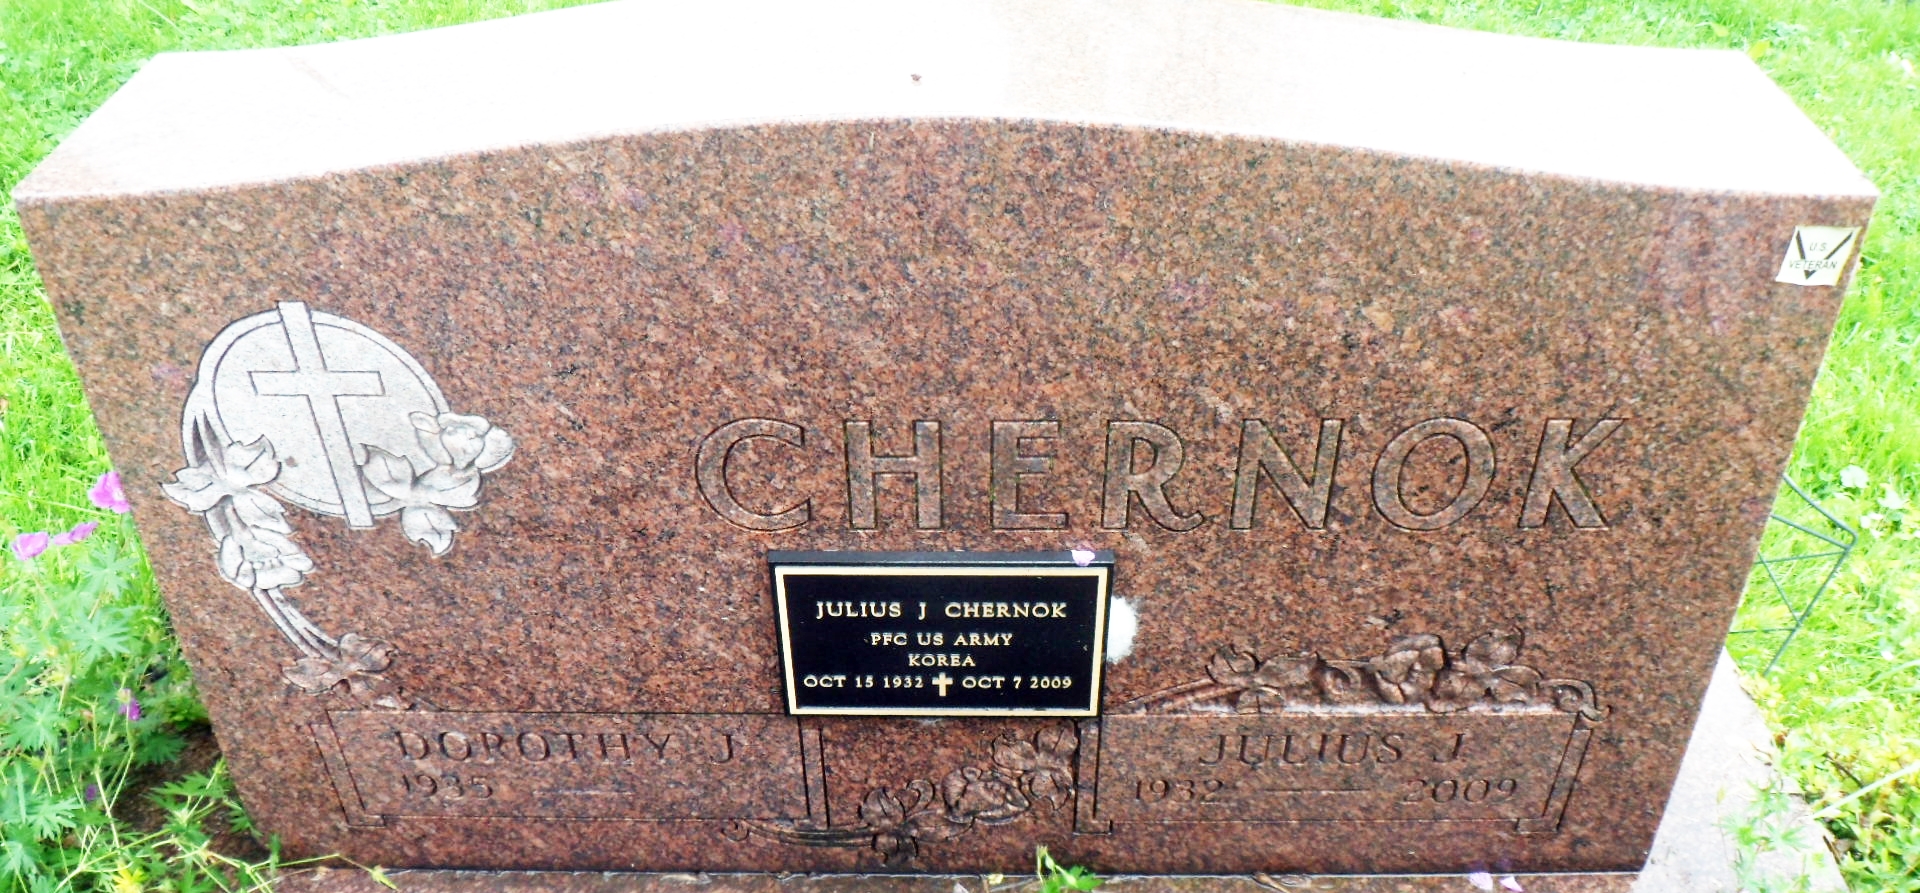 U.S.
VETERAN
CHERNOK
JULIUS J CHERNOK
PFC US ARMY
KOREA
OCT 15 1932 ✝ OCT 7 2009
DOROTHY J.
1935 —
JULIUS J.
1932 — 2009